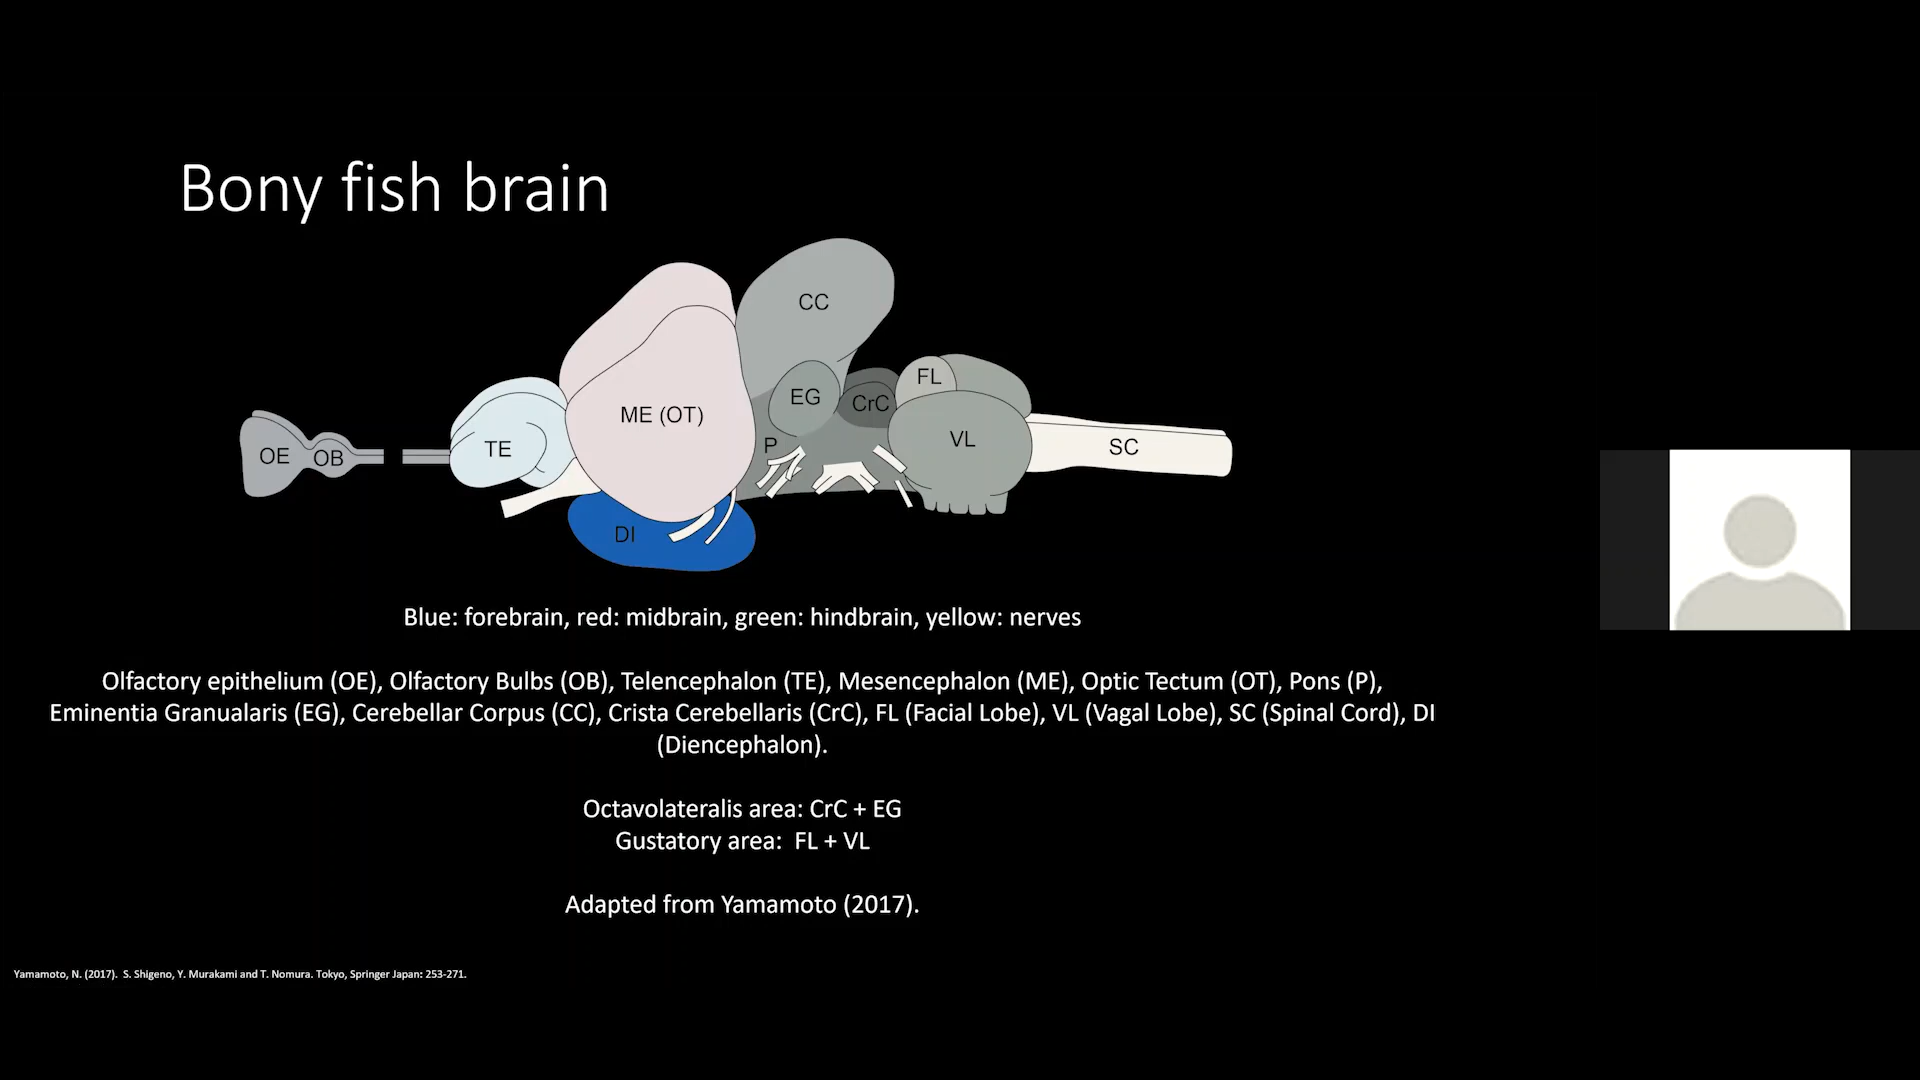 Bony fish brain
CC
FL
EG
CrC
ME (OT)
VL
P
TE
SC
OE
OB
DI
Blue: forebrain, red: midbrain, green: hindbrain, yellow: nerves
Olfactory epithelium (OE), Olfactory Bulbs (OB), Telencephalon (TE), Mesencephalon (ME), Optic Tectum (OT), Pons (P),
Eminentia Granualaris (EG), Cerebellar Corpus (CC), Crista Cerebellaris (CrC), FL (Facial Lobe), VL (Vagal Lobe), SC (Spinal Cord), DI
(Diencephalon).
Octavolateralis area: CrC + EG
Gustatory area: FL + VL
Adapted from Yamamoto (2017).
Yamamoto, N. (2017). S. Shigeno, Y. Murakami and T. Nomura. Tokyo, Springer Japan: 253-271.